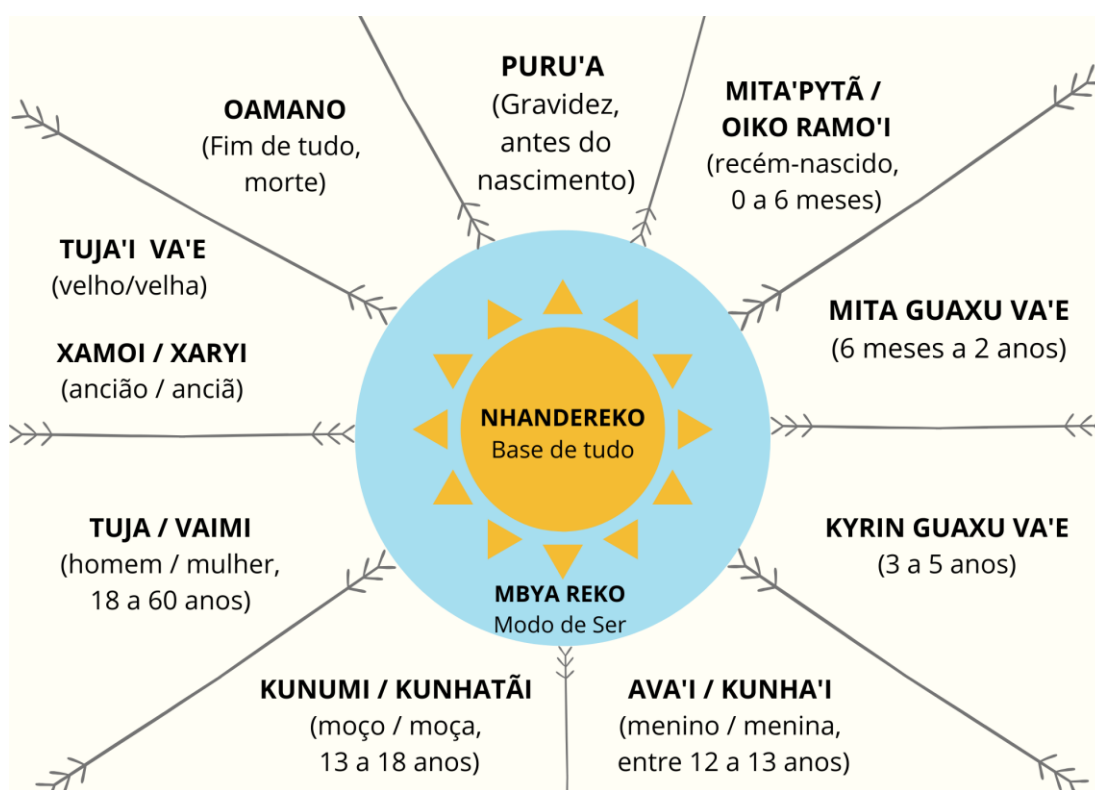 PURU'A
(Gravidez,
antes do
nascimento)
MITA'PYTÃ /
OIKO RAMO'I
(recém-nascido,
0 a 6 meses)
MITA GUAXU VA'E
(6 meses a 2 anos)
KYRIN GUAXU VA'E
(3 a 5 anos)
AVA'I / KUNHA'I
(menino / menina,
entre 12 a 13 anos)
KUNUMI / KUNHATÃI
(moço / moça,
13 a 18 anos)
TUJA / VAIMI
(homem / mulher,
18 a 60 anos)
XAMOI / XARYI
(ancião / anciã)
TUJA'I VA'E
(velho/velha)
OAMANO
(Fim de tudo,
morte)
NHANDEREKO
Base de tudo
MBYA REKO
Modo de Ser